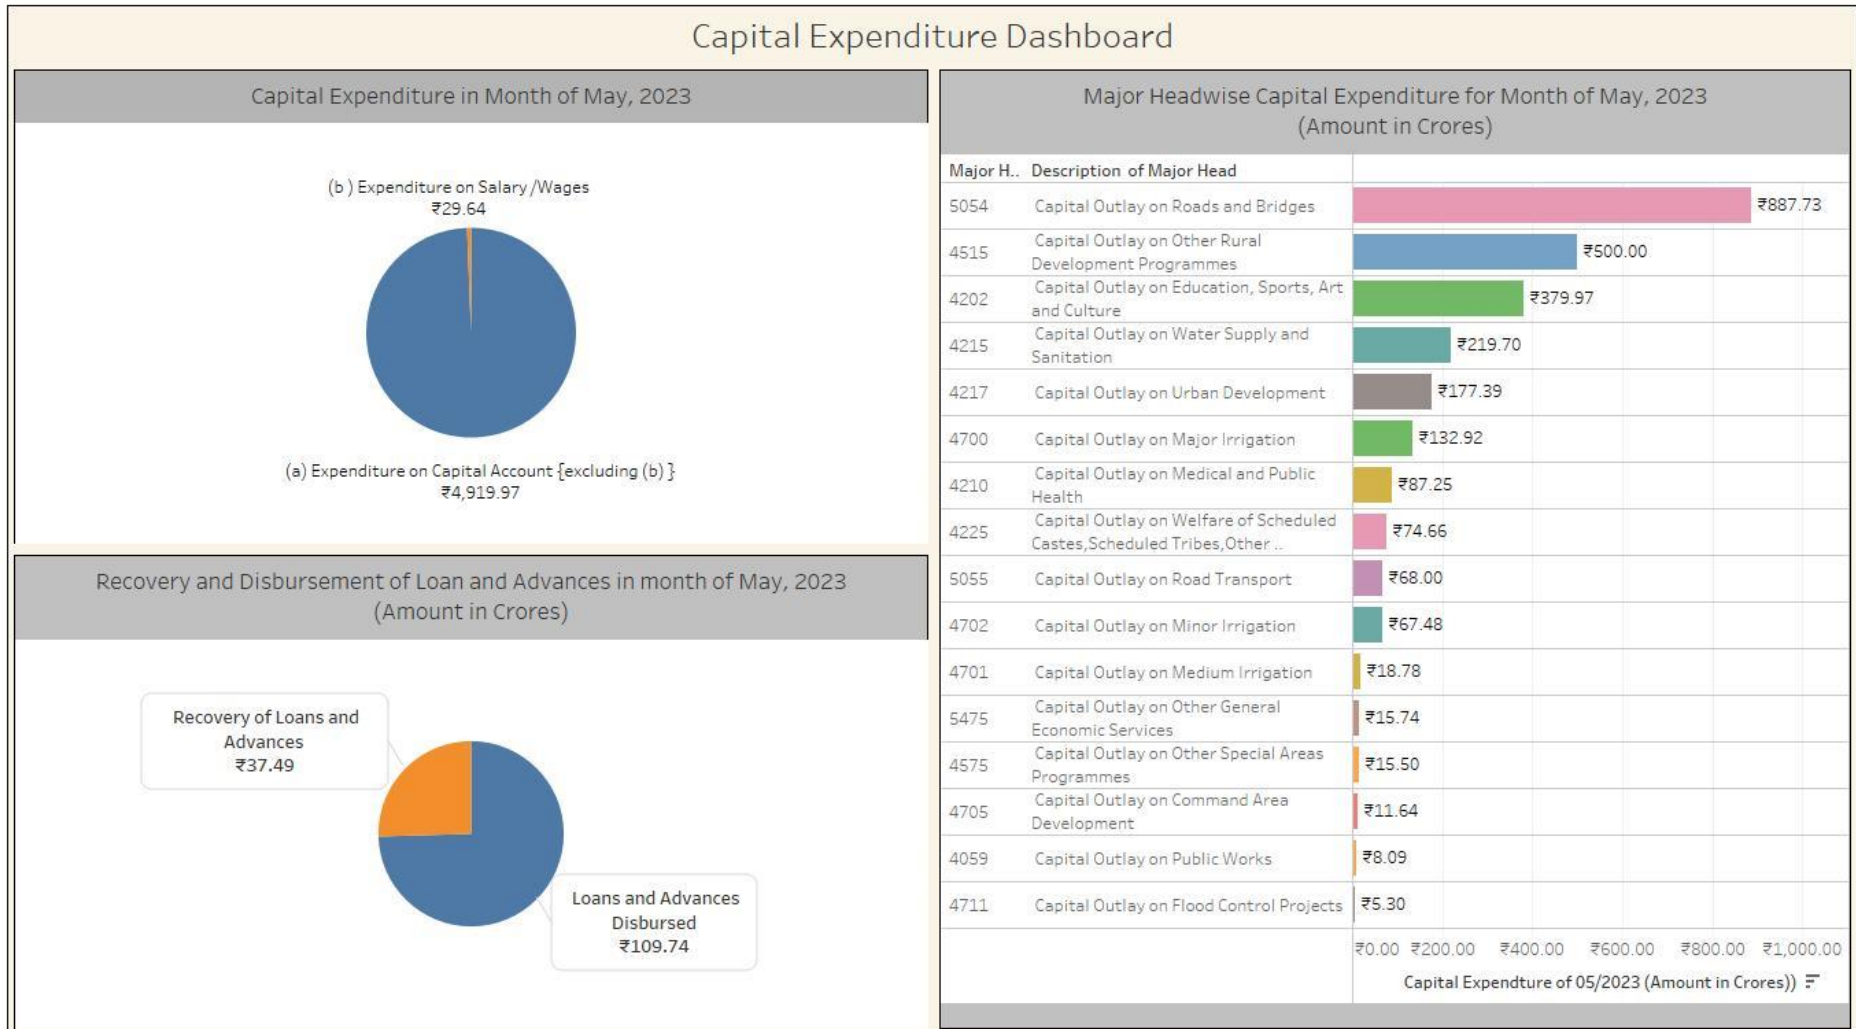 Capital Expenditure Dashboard
Capital Expenditure in Month of May, 2023
(b ) Expenditure on Salary /Wages
₹29.64
(a) Expenditure on Capital Account {excluding (b) }
₹4,919.97
Recovery and Disbursement of Loan and Advances in month of May, 2023
(Amount in Crores)
Recovery of Loans and
Advances
₹37.49
Loans and Advances
Disbursed
₹109.74
Major Headwise Capital Expenditure for Month of May, 2023
(Amount in Crores)
Major H.. Description of Major Head
5054 Capital Outlay on Roads and Bridges ₹887.73
4515 Capital Outlay on Other Rural
Development Programmes ₹500.00
4202 Capital Outlay on Education, Sports, Art
and Culture ₹379.97
4215 Capital Outlay on Water Supply and
Sanitation ₹219.70
4217 Capital Outlay on Urban Development ₹177.39
4700 Capital Outlay on Major Irrigation ₹132.92
4210 Capital Outlay on Medical and Public
Health ₹87.25
4225 Capital Outlay on Welfare of Scheduled
Castes,Scheduled Tribes,Other .. ₹74.66
5055 Capital Outlay on Road Transport ₹68.00
4702 Capital Outlay on Minor Irrigation ₹67.48
4701 Capital Outlay on Medium Irrigation ₹18.78
5475 Capital Outlay on Other General
Economic Services ₹15.74
4575 Capital Outlay on Other Special Areas
Programmes ₹15.50
4705 Capital Outlay on Command Area
Development ₹11.64
4059 Capital Outlay on Public Works ₹8.09
4711 Capital Outlay on Flood Control Projects ₹5.30
₹0.00 ₹200.00 ₹400.00 ₹600.00 ₹800.00 ₹1,000.00
Capital Expendture of 05/2023 (Amount in Crores))